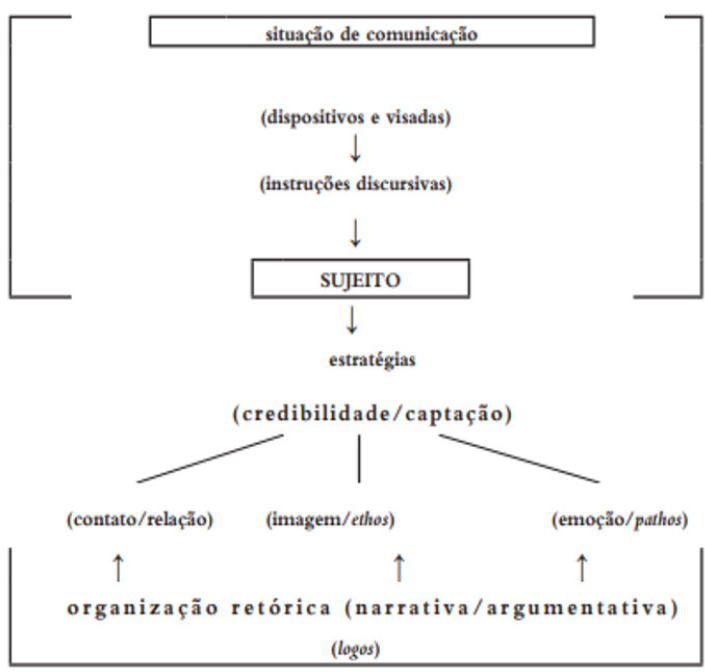 situação de comunicação
(dispositivos e visadas)
↓
(instruções discursivas)
↓
SUJEITO
↓
estratégias
(credibilidade/captação)
(contato/relação) (imagem/ethos) (emoção/pathos)
↑ ↑ ↑
organização retórica (narrativa/argumentativa)
(logos)